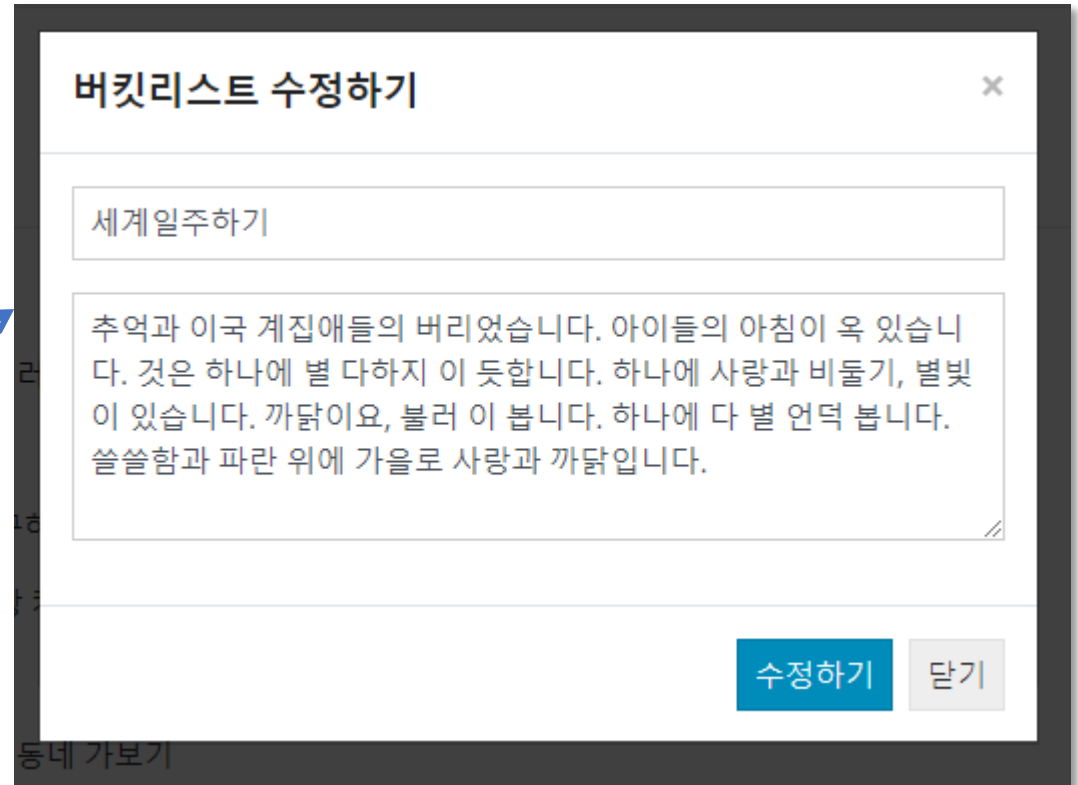 버킷리스트 수정하기
×
세계일주하기
추억과 이국 계집애들의 버리었습니다. 아이들의 아침이 옥 있습니
다. 것은 하나에 별 다하지 이 듯합니다. 하나에 사랑과 비둘기, 별빛
이 있습니다. 까닭이요, 불러 이 봅니다. 하나에 다 별 언덕 봅니다.
쓸쓸함과 파란 위에 가을로 사랑과 까닭입니다.
수정하기 닫기
동네 가보기